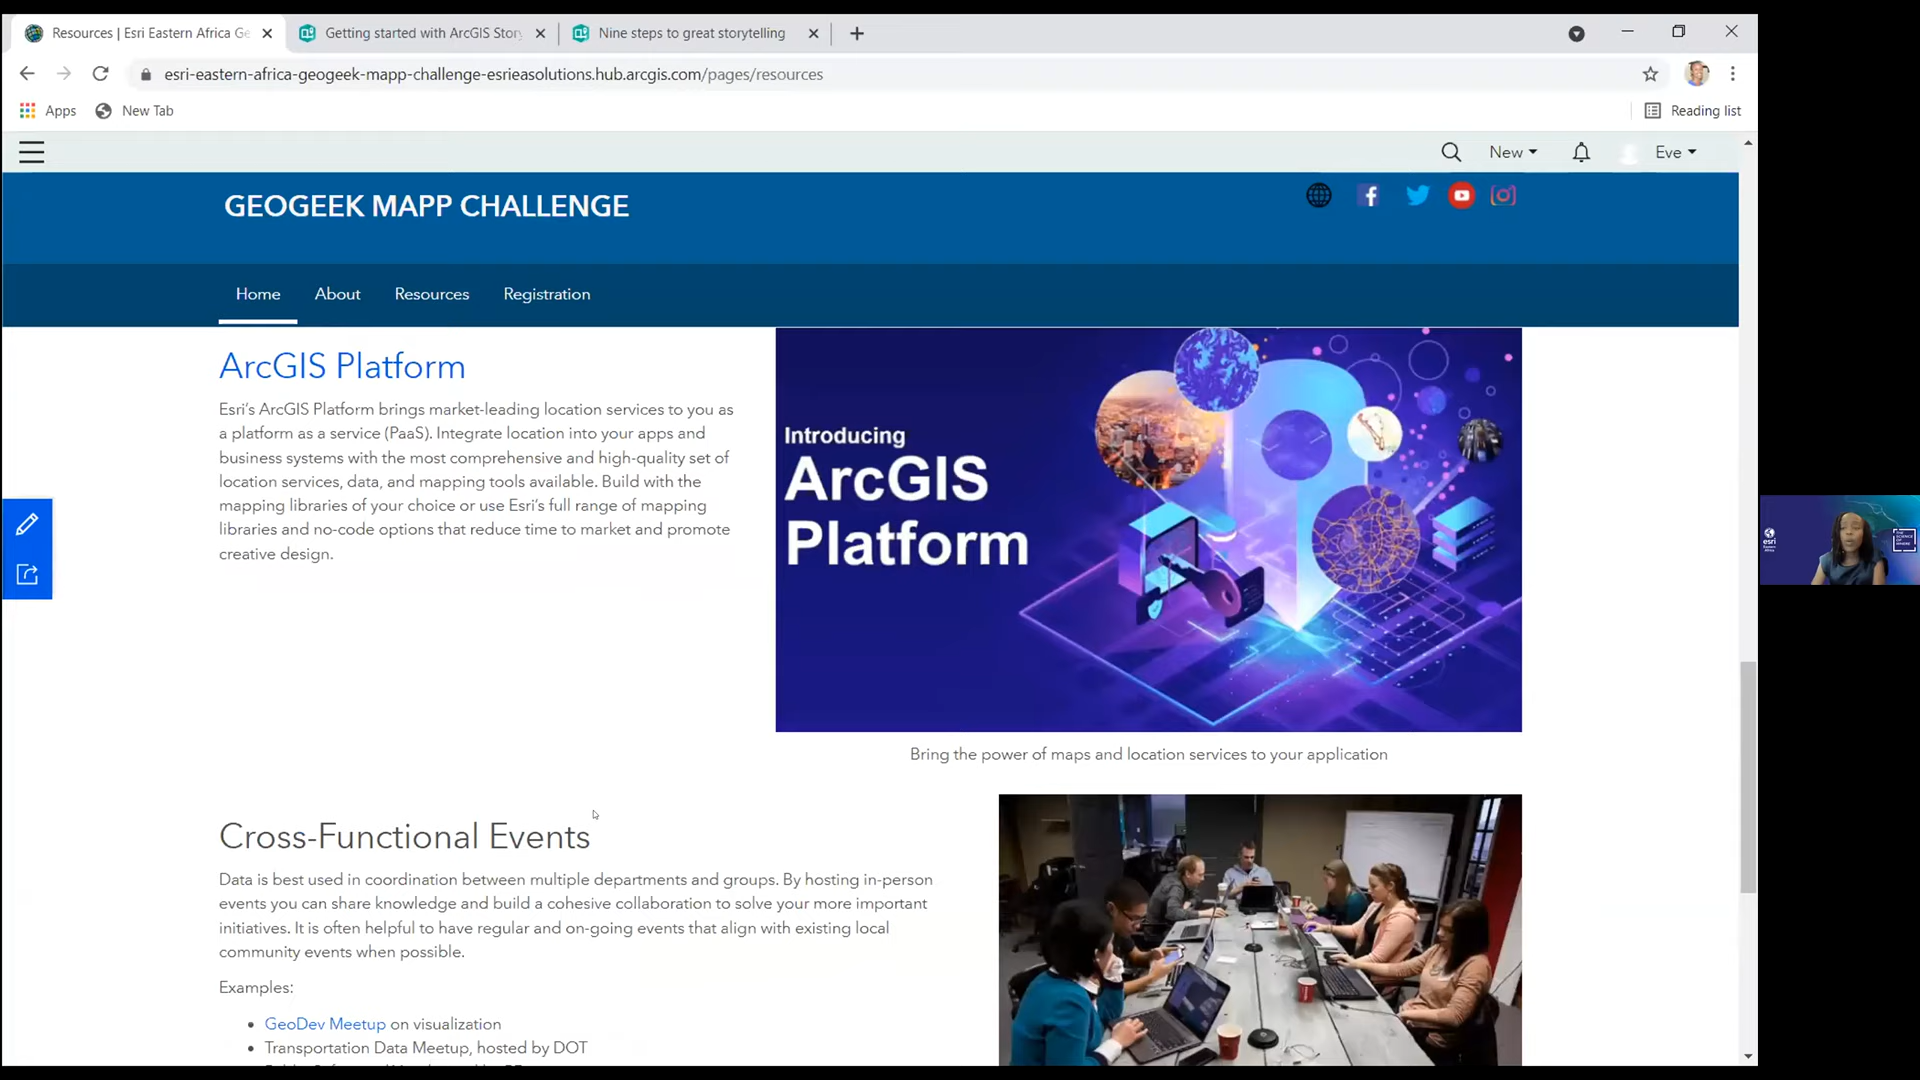 Resources | Esri Eastern Africa Ge
Getting started with ArcGIS Story
Nine steps to great storytelling
esri-eastern-africa-geogeek-mapp-challenge-esrieasolutions.hub.arcgis.com/pages/resources
Apps
New Tab
Reading list
New
Eve
GEOGEEK MAPP CHALLENGE
Home
About
Resources
Registration
ArcGIS Platform
Esri's ArcGIS Platform brings market-leading location services to you as
a platform as a service (PaaS). Integrate location into your apps and
business systems with the most comprehensive and high-quality set of
location services, data, and mapping tools available. Build with the
mapping libraries of your choice or use Esri's full range of mapping
libraries and no-code options that reduce time to market and promote
creative design.
Introducing
ArcGIS
Platform
Bring the power of maps and location services to your application
esri
Eastern
Africa
THE
SCIENCE
OF
WHERE
Cross-Functional Events
Data is best used in coordination between multiple departments and groups. By hosting in-person
events you can share knowledge and build a cohesive collaboration to solve your more important
initiatives. It is often helpful to have regular and on-going events that align with existing local
community events when possible.
Examples:
GeoDev Meetup on visualization
Transportation Data Meetup, hosted by DOT